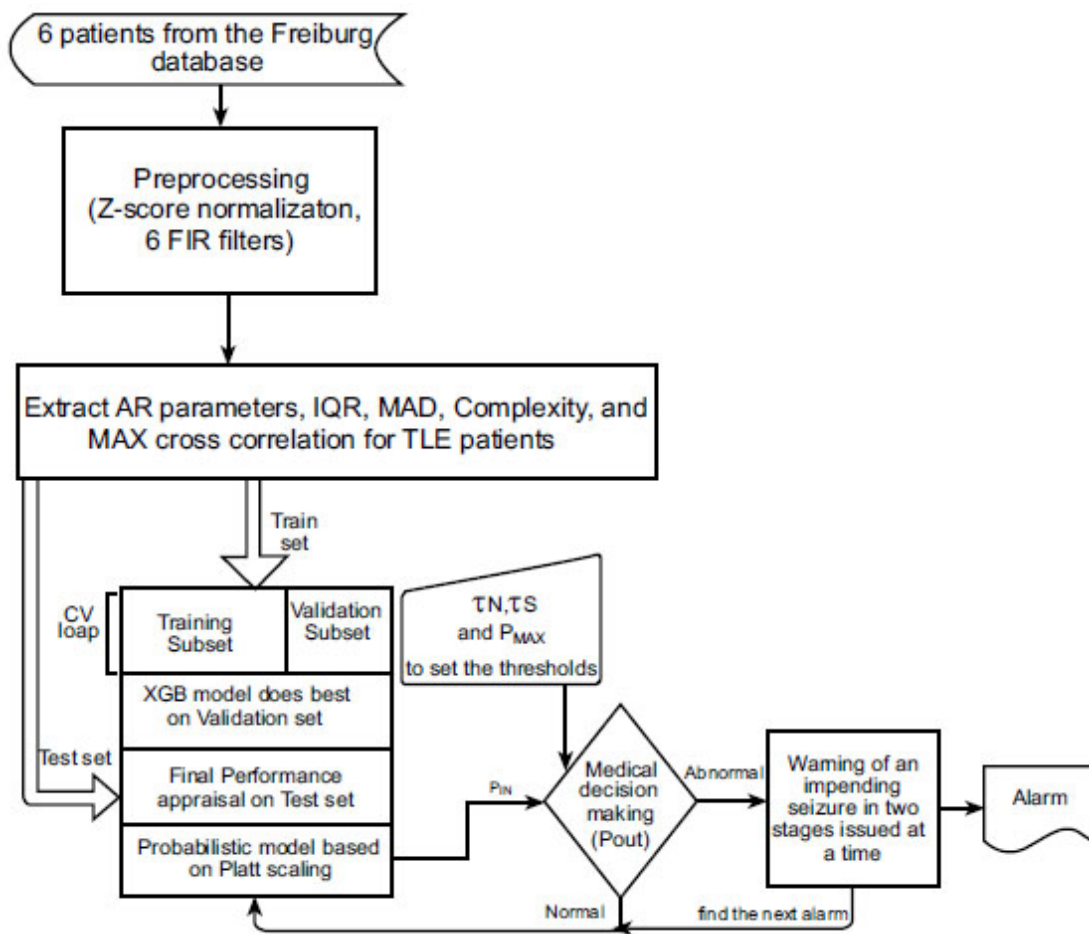 6 patients from the Freiburg
database
Preprocessing
(Z-score normalizaton,
6 FIR filters)
Extract AR parameters, IQR, MAD, Complexity, and
MAX cross correlation for TLE patients
Train
set
CV
loap
Training
Subset
Validation
Subset
τN,τS
and PMAX
to set the thresholds
XGB model does best
on Validation set
Test set
Final Performance
appraisal on Test set
Probabilistic model based
on Platt scaling
PIN
Medical
decision
making
(Pout)
Abnormal
Warning of an
impending
seizure in two
stages issued at
a time
Alarm
Normal
find the next alarm